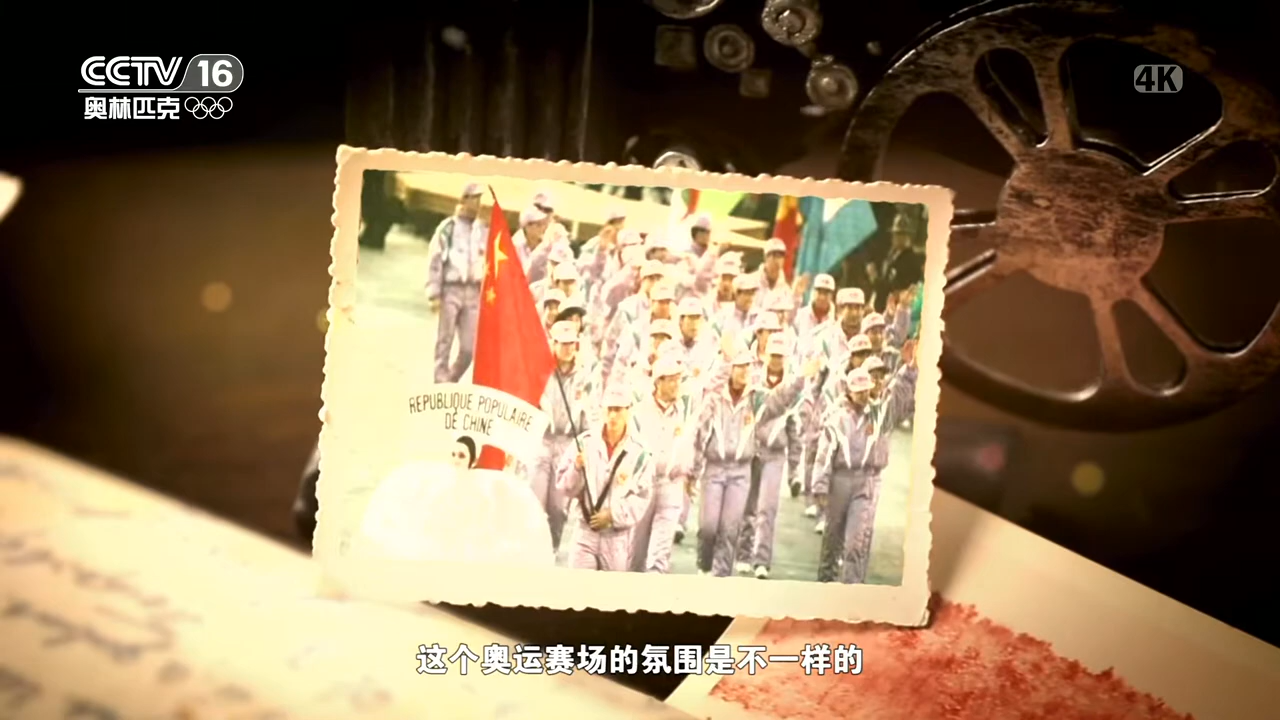 CCTV 16
奥林匹克
4K
REPUBLIQUE POPULAIRE
DE CHINE
这个奥运赛场的氛围是不一样的